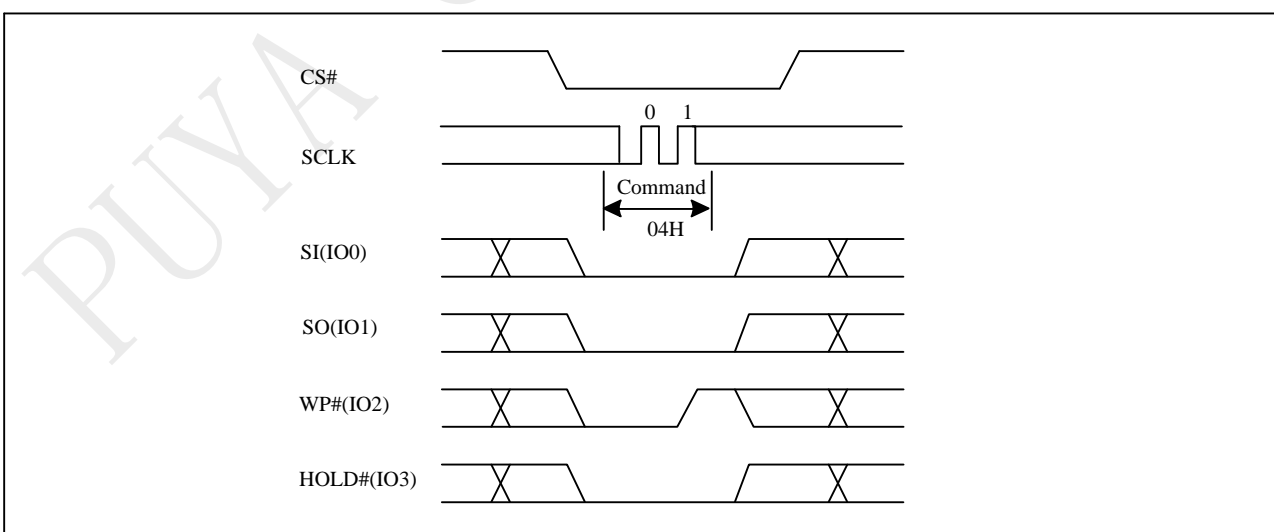 PUYA
CS#
0 1
SCLK
Command
04H
SI(IO0)
SO(IO1)
WP#(IO2)
HOLD#(IO3)